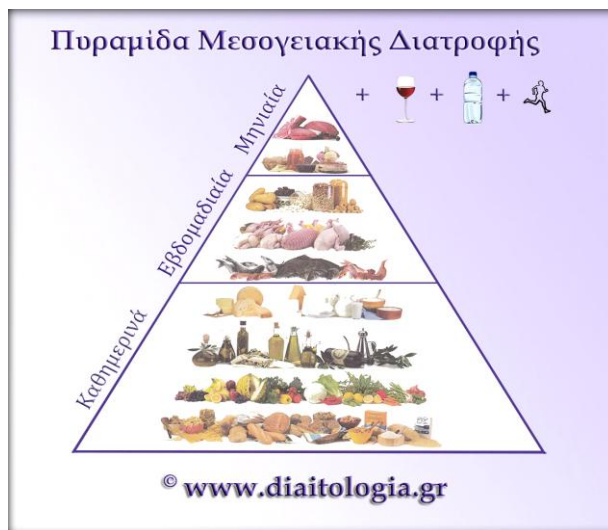 Πυραμίδα Μεσογειακής Διατροφής
+ + +
Μηνιαία
Εβδομαδιαία
Καθημερινά
© www.diaitologia.gr